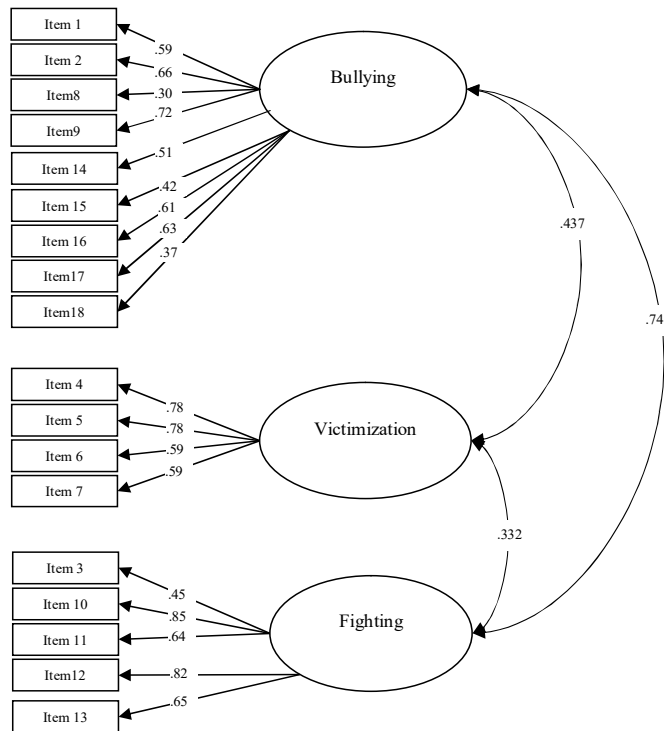 Item 1
Item 2
Item8
Item9
Item 14
Item 15
Item 16
Item17
Item18
.59
.66
.30
.72
.51
.42
.61
.63
.37
Bullying
Item 4
Item 5
Item 6
Item 7
.78
.78
.59
.59
Victimization
Item 3
Item 10
Item 11
Item12
Item 13
.45
.85
.64
.82
.65
Fighting
.437
.74
.332